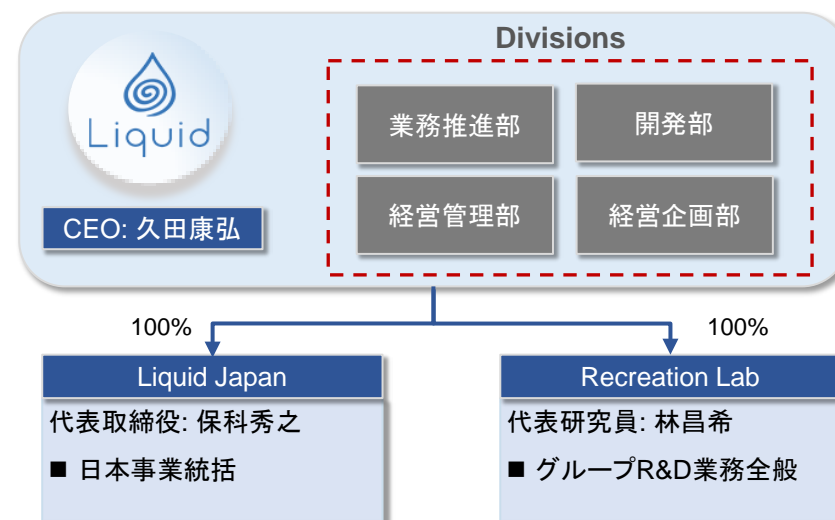 Divisions
Liquid
業務推進部
開発部
経営管理部
経営企画部
CEO: 久田康弘
100%
100%
Liquid Japan
代表取締役: 保科秀之
■ 日本事業統括
Recreation Lab
代表研究員: 林昌希
■ グループR&D業務全般